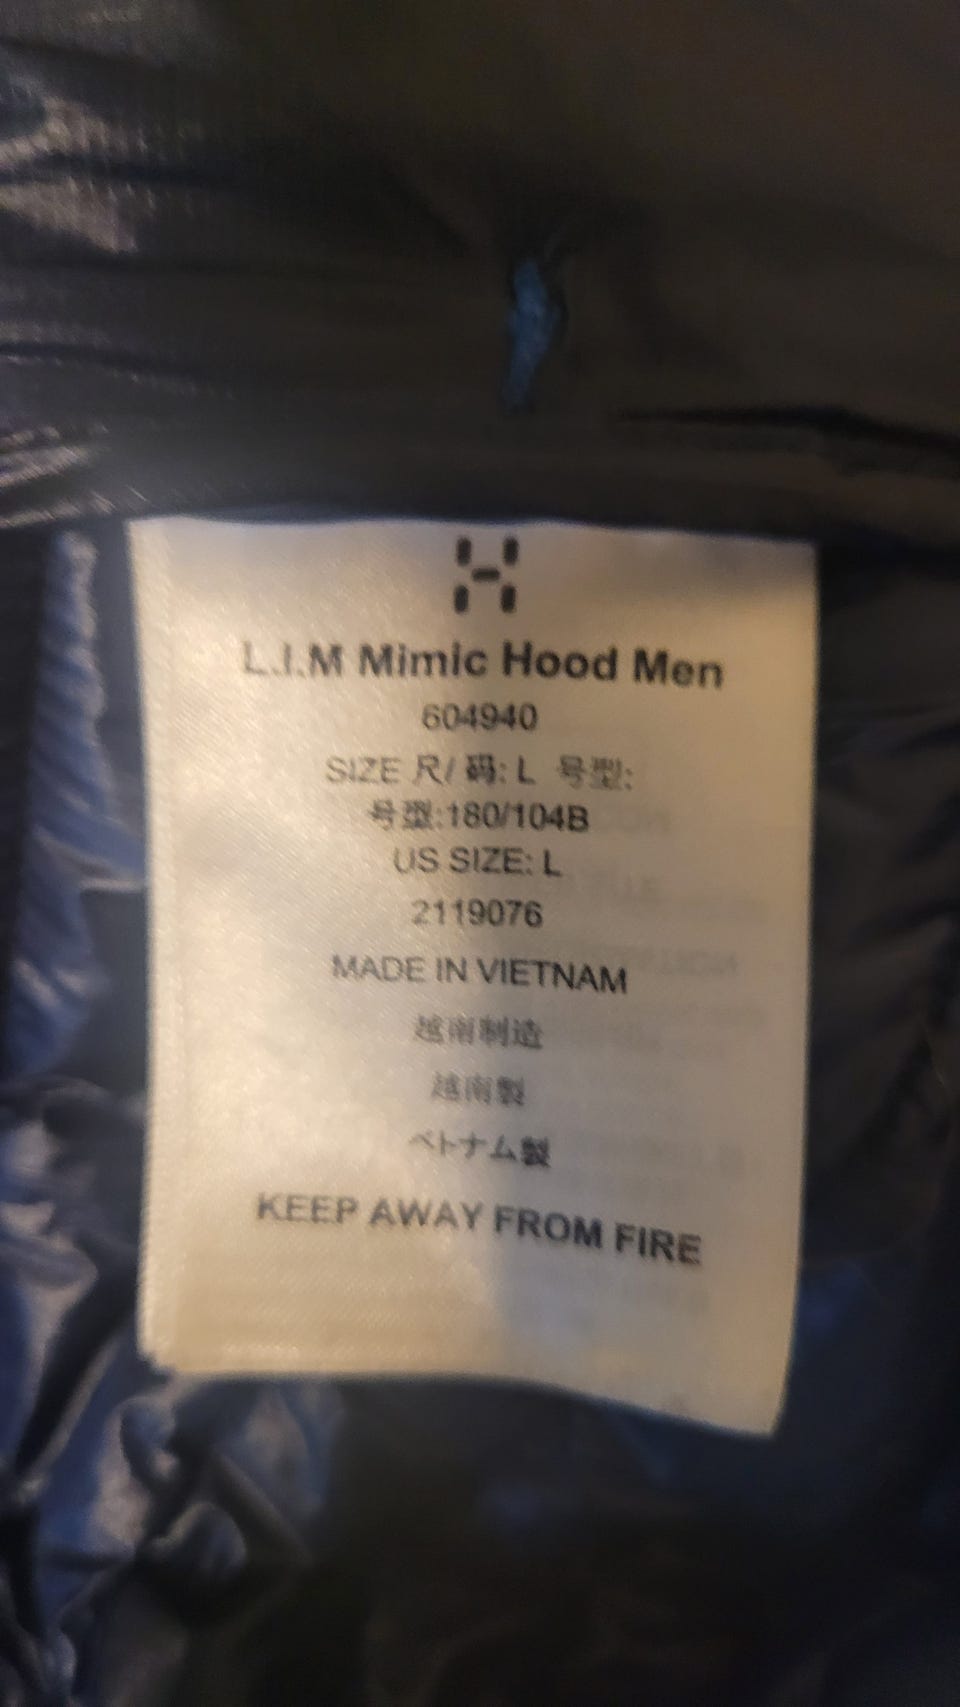 L.I.M Mimic Hood Men
604940
SIZE 尺/ 码: L 号型:
号型:180/104B
US SIZE: L
2119076
MADE IN VIETNAM
越南制造
越南製
ベトナム製
KEEP AWAY FROM FIRE